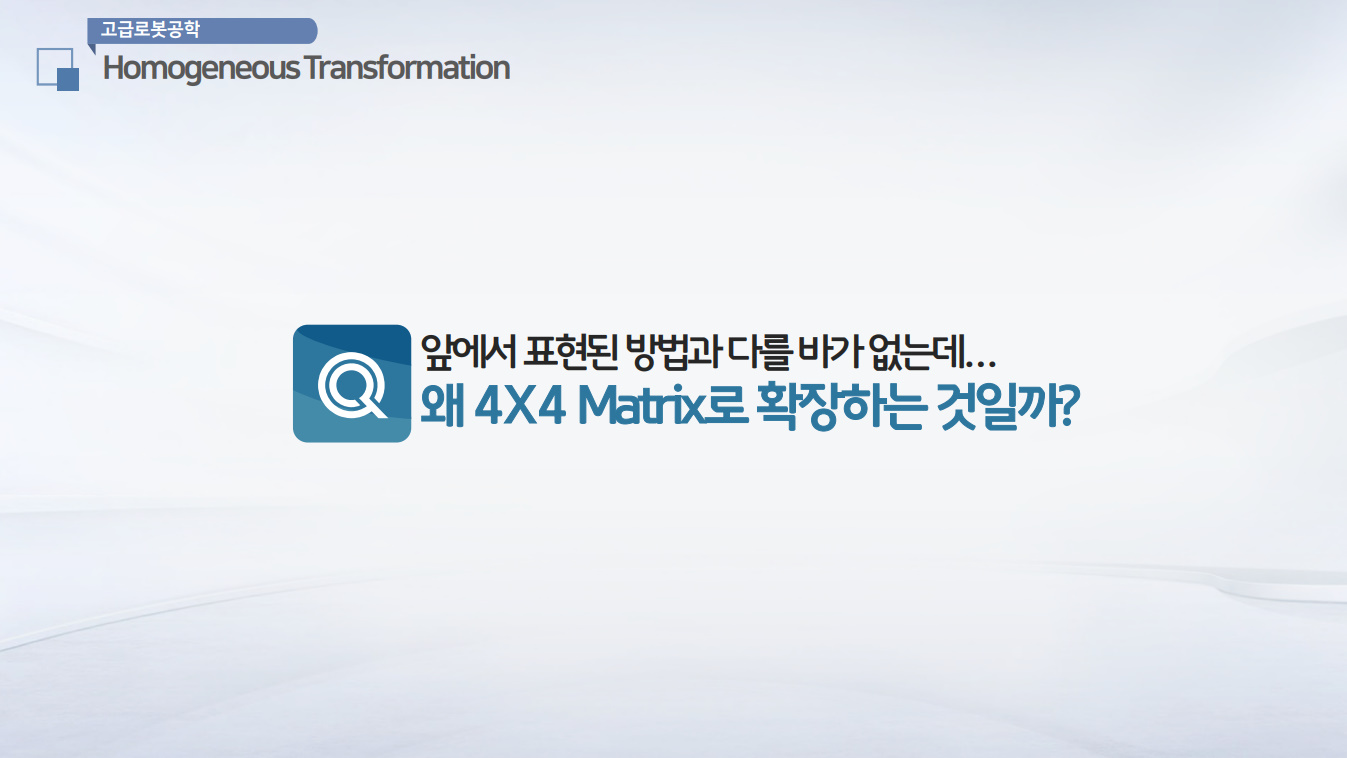 고급로봇공학
Homogeneous Transformation
앞에서 표현된 방법과 다를 바가 없는데…
왜 4X4 Matrix로 확장하는 것일까?